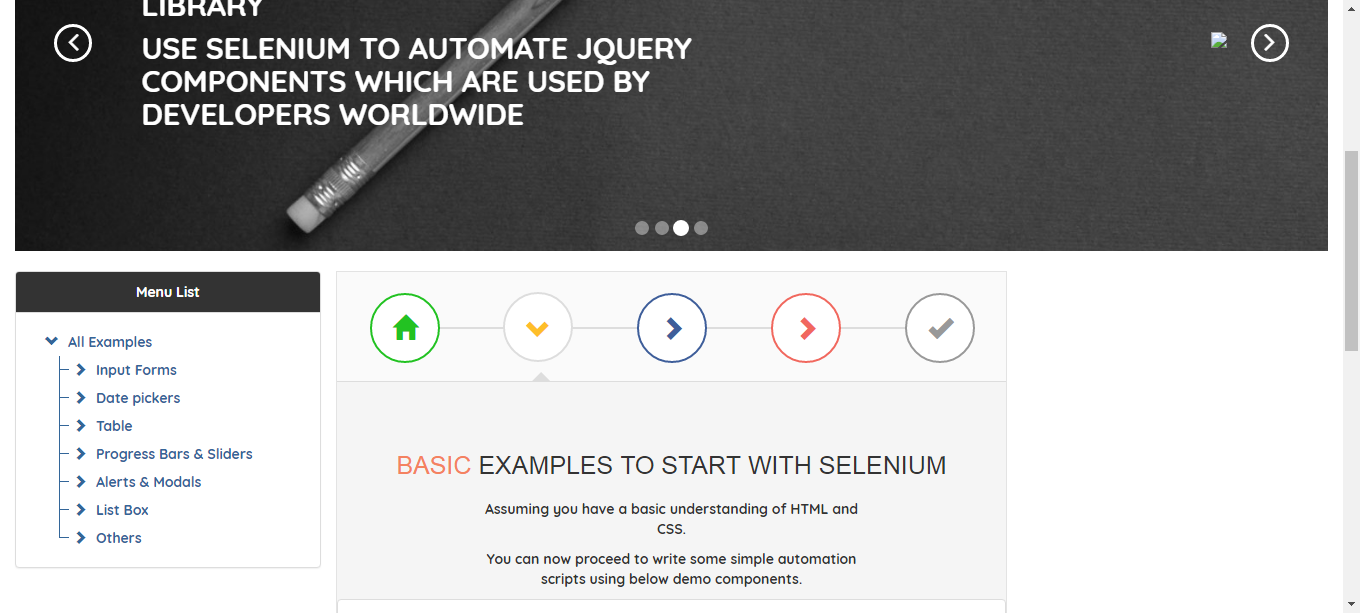 LIBRARY
USE SELENIUM TO AUTOMATE JQUERY
COMPONENTS WHICH ARE USED BY
DEVELOPERS WORLDWIDE
Menu List
All Examples
Input Forms
Date pickers
Table
Progress Bars & Sliders
Alerts & Modals
List Box
Others
BASIC EXAMPLES TO START WITH SELENIUM
Assuming you have a basic understanding of HTML and
CSS.
You can now proceed to write some simple automation
scripts using below demo components.